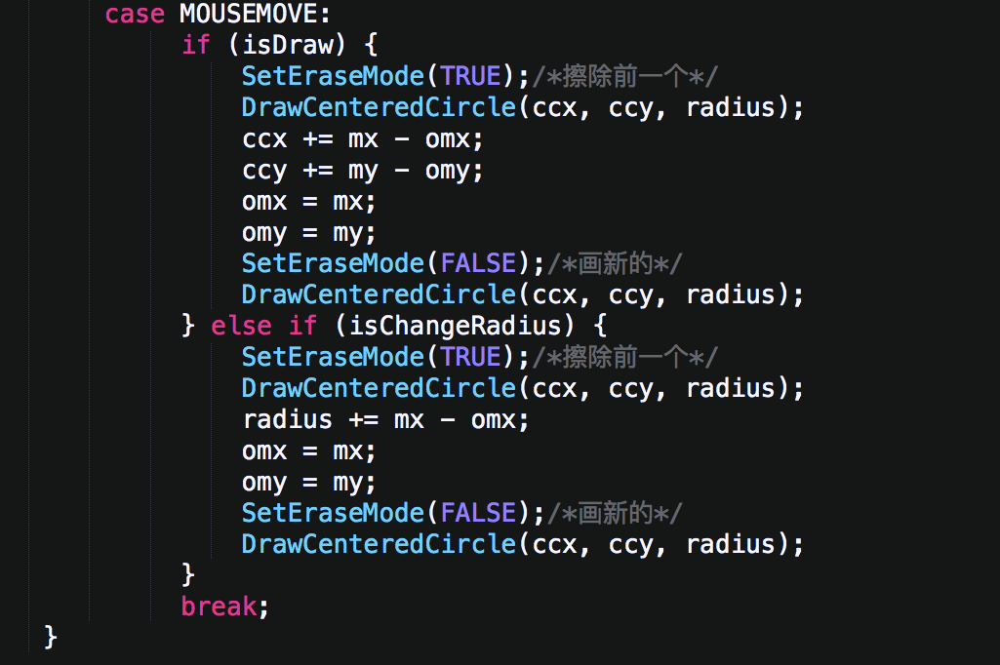 case MOUSEMOVE:
if (isDraw) {
SetEraseMode(TRUE);/*擦除前一个*/
DrawCenteredCircle(ccx, ccy, radius);
ccx += mx - omx;
ccy += my - omy;
omx = mx;
omy = my;
SetEraseMode(FALSE);/*画新的*/
DrawCenteredCircle(ccx, ccy, radius);
} else if (isChangeRadius) {
SetEraseMode(TRUE);/*擦除前一个*/
DrawCenteredCircle(ccx, ccy, radius);
radius += mx - omx;
omx = mx;
omy = my;
SetEraseMode(FALSE);/*画新的*/
DrawCenteredCircle(ccx, ccy, radius);
}
break;
}